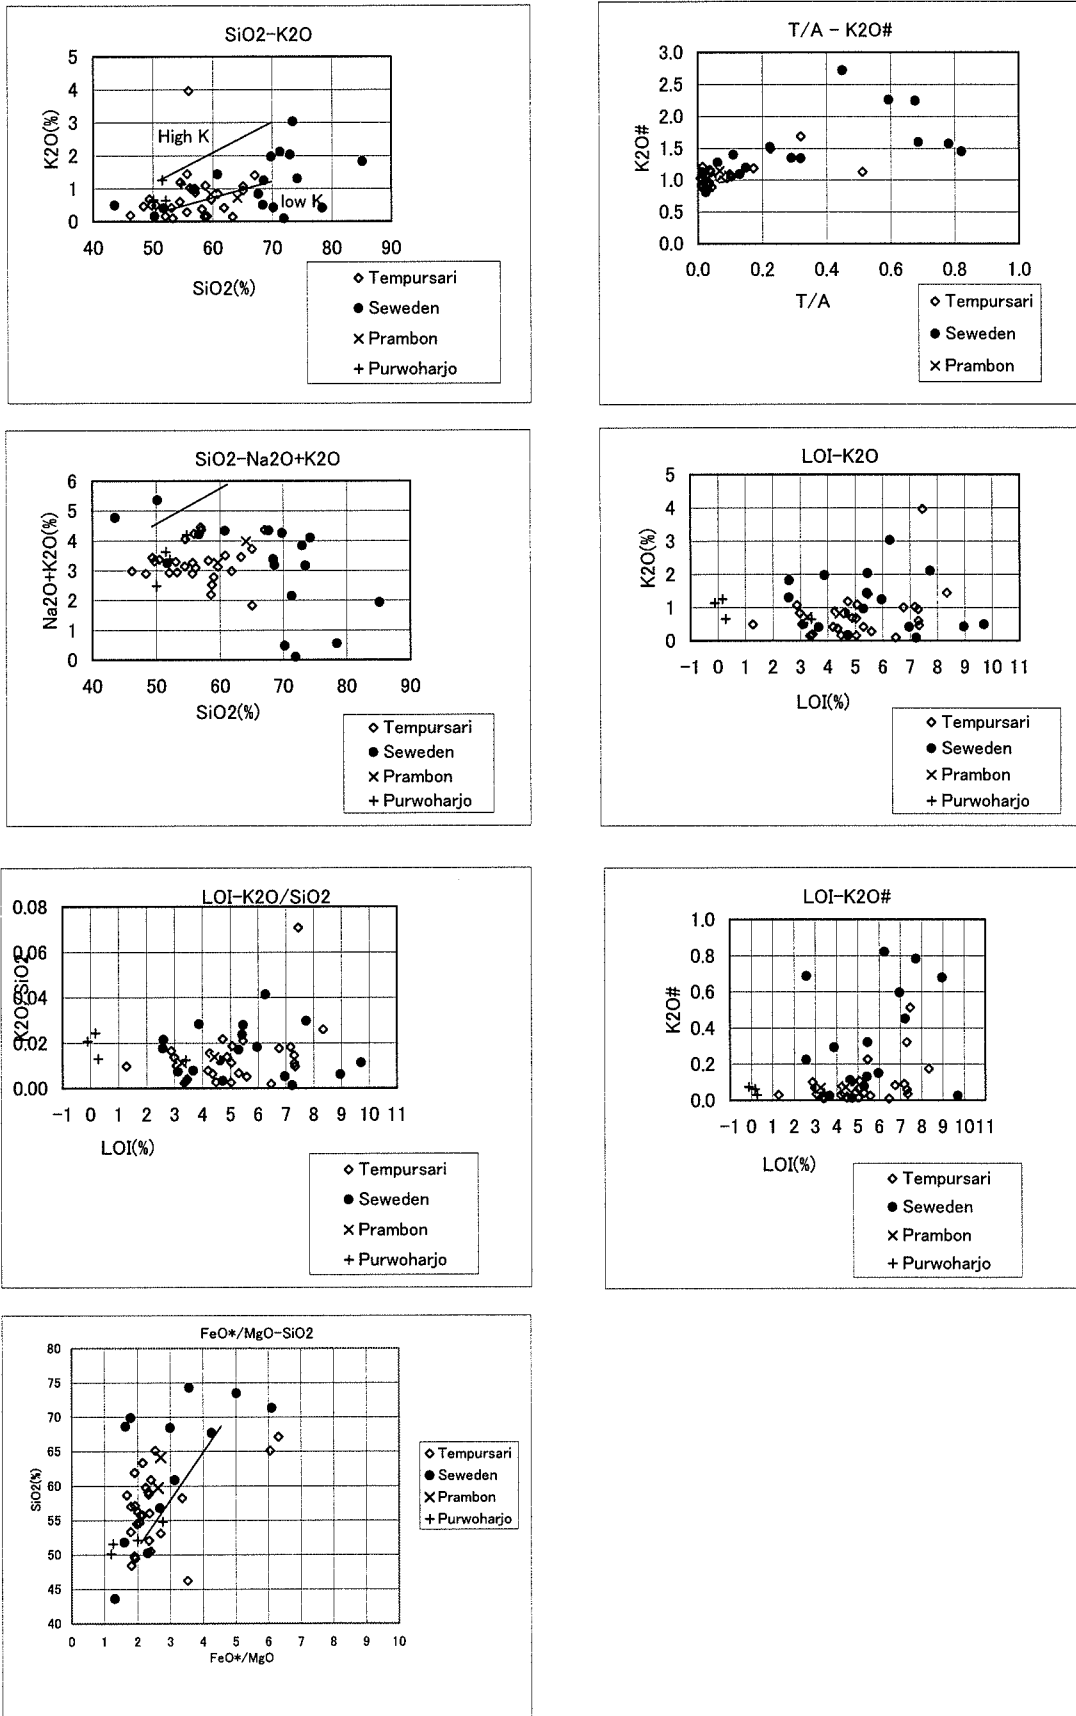 SiO2-K2O
K2O(%)
5
4
3
2
1
0
High K
low K
40 50 60 70 80 90
SiO2(%)
Tempursari
Seweden
Prambon
Purwoharjo
T/A - K2O#
K2O#
3.0
2.5
2.0
1.5
1.0
0.5
0.0
0.0 0.2 0.4 0.6 0.8 1.0
T/A
Tempursari
Seweden
Prambon
SiO2-Na2O+K2O
Na2O+K2O(%)
6
5
4
3
2
1
0
40 50 60 70 80 90
SiO2(%)
Tempursari
Seweden
Prambon
Purwoharjo
LOI-K2O
K2O(%)
5
4
3
2
1
0
-1 0 1 2 3 4 5 6 7 8 9 10 11
LOI(%)
Tempursari
Seweden
Prambon
Purwoharjo
LOI-K2O/SiO2
K2O/SiO2
0.08
0.06
0.04
0.02
0.00
-1 0 1 2 3 4 5 6 7 8 9 10 11
LOI(%)
Tempursari
Seweden
Prambon
Purwoharjo
LOI-K2O#
K2O#
1.0
0.8
0.6
0.4
0.2
0.0
-1 0 1 2 3 4 5 6 7 8 9 10 11
LOI(%)
Tempursari
Seweden
Prambon
Purwoharjo
FeO*/MgO-SiO2
SiO2(%)
80
75
70
65
60
55
50
45
40
0 1 2 3 4 5 6 7 8 9 10
FeO*/MgO
Tempursari
Seweden
Prambon
Purwoharjo